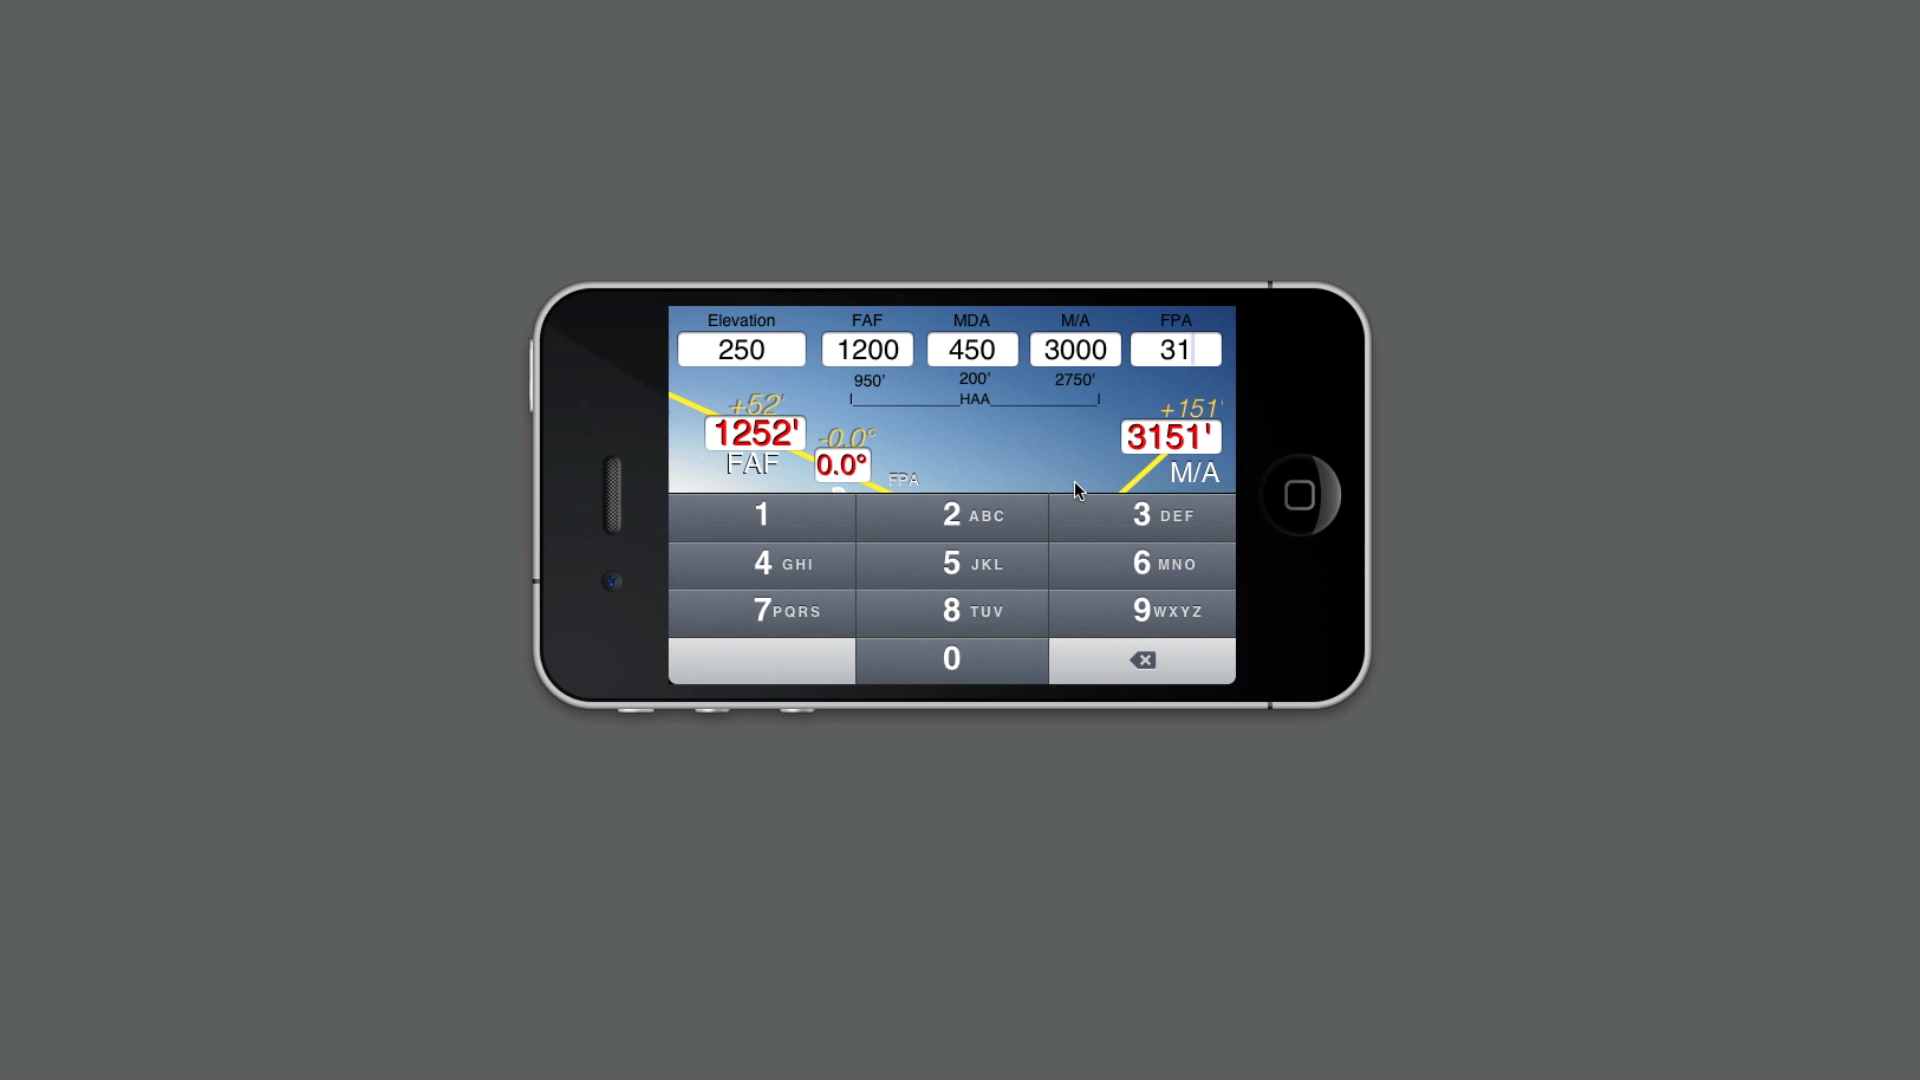 Elevation FAF MDA M/A FPA
250 1200 450 3000 31
950' 200' 2750'
HAA
+52' +151'
1252' -0.0° 3151'
FAF 0.0° FPA M/A
1 2 ABC 3 DEF
4 GHI 5 JKL 6 MNO
7 PQRS 8 TUV 9 WXYZ
0